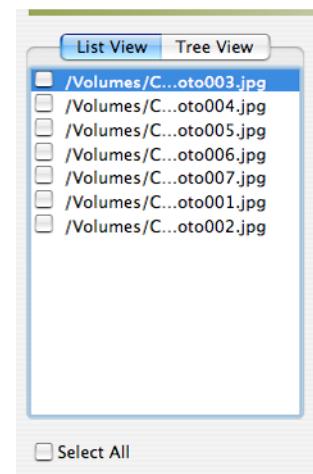 List View Tree View
/Volumes/C...oto003.jpg
/Volumes/C...oto004.jpg
/Volumes/C...oto005.jpg
/Volumes/C...oto006.jpg
/Volumes/C...oto007.jpg
/Volumes/C...oto001.jpg
/Volumes/C...oto002.jpg
Select All